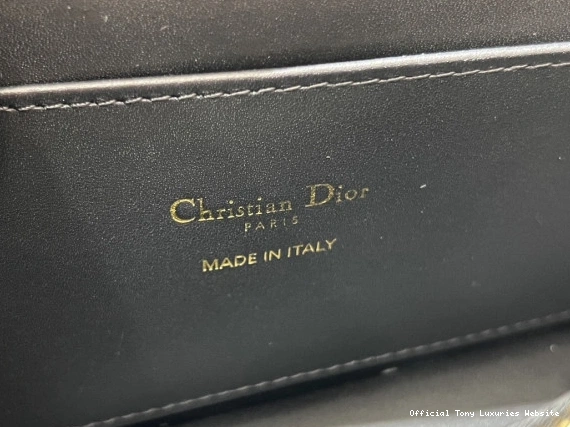 Christian Dior
PARIS
MADE IN ITALY
Official Tony Luxuries Website